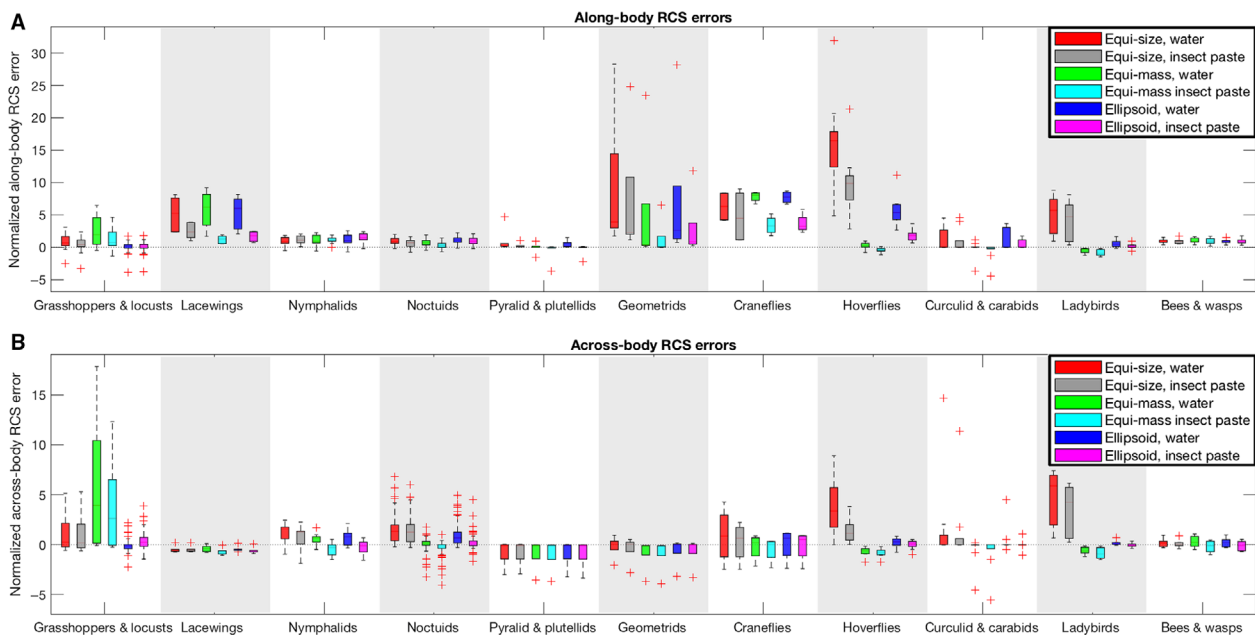 A
Along-body RCS errors
Normalized along-body RCS error
30
25
20
15
10
5
0
−5
Equi-size, water
Equi-size, insect paste
Equi-mass, water
Equi-mass insect paste
Ellipsoid, water
Ellipsoid, insect paste
Grasshoppers & locusts Lacewings Nymphalids Noctuids Pyralid & plutellids Geometrids Craneflies Hoverflies Curculid & carabids Ladybirds Bees & wasps
B
Across-body RCS errors
Normalized across-body RCS error
15
10
5
0
−5
Equi-size, water
Equi-size, insect paste
Equi-mass, water
Equi-mass insect paste
Ellipsoid, water
Ellipsoid, insect paste
Grasshoppers & locusts Lacewings Nymphalids Noctuids Pyralid & plutellids Geometrids Craneflies Hoverflies Curculid & carabids Ladybirds Bees & wasps